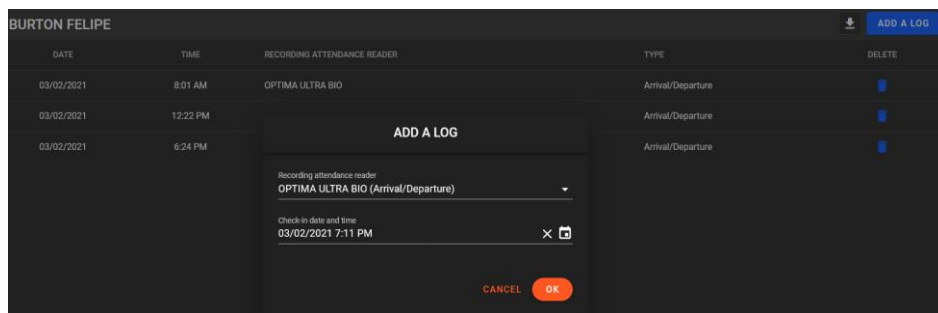 BURTON FELIPE
ADD A LOG
DATE TIME RECORDING ATTENDANCE READER TYPE DELETE
03/02/2021 8:01 AM OPTIMA ULTRA BIO Arrival/Departure
03/02/2021 12:22 PM Arrival/Departure
03/02/2021 6:24 PM Arrival/Departure
ADD A LOG
Recording attendance reader
OPTIMA ULTRA BIO (Arrival/Departure)
Check-in date and time
03/02/2021 7:11 PM
CANCEL OK